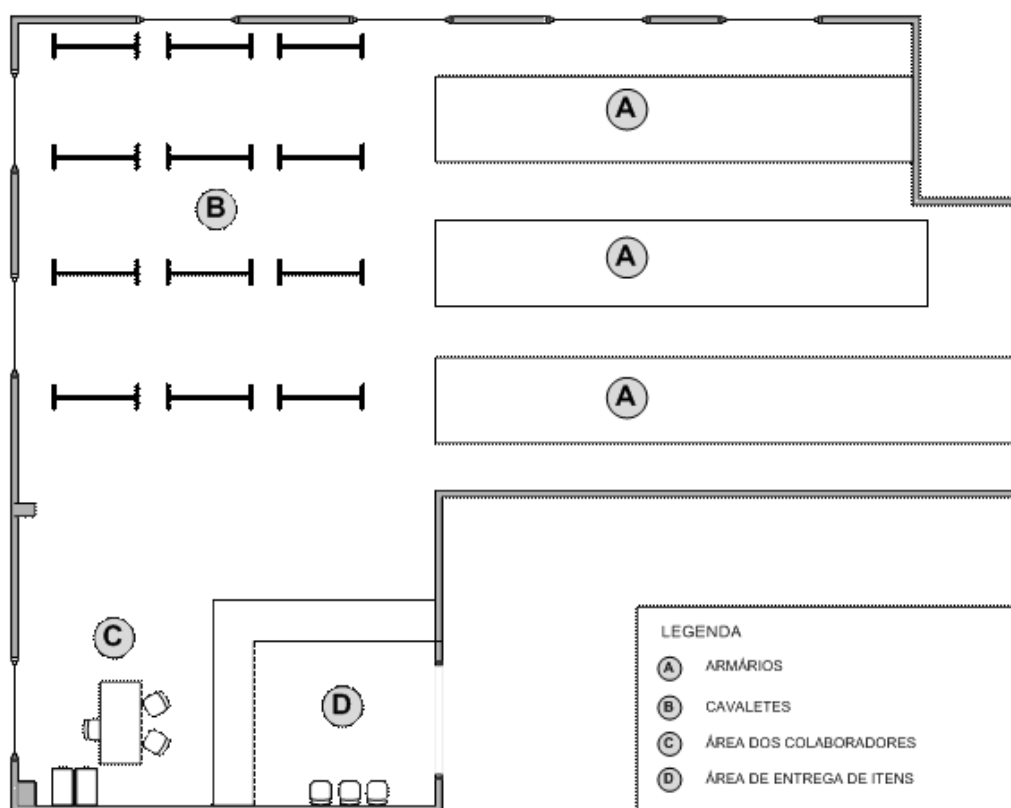 A
B
A
A
C
D
LEGENDA
A ARMÁRIOS
B CAVALETES
C ÁREA DOS COLABORADORES
D ÁREA DE ENTREGA DE ITENS